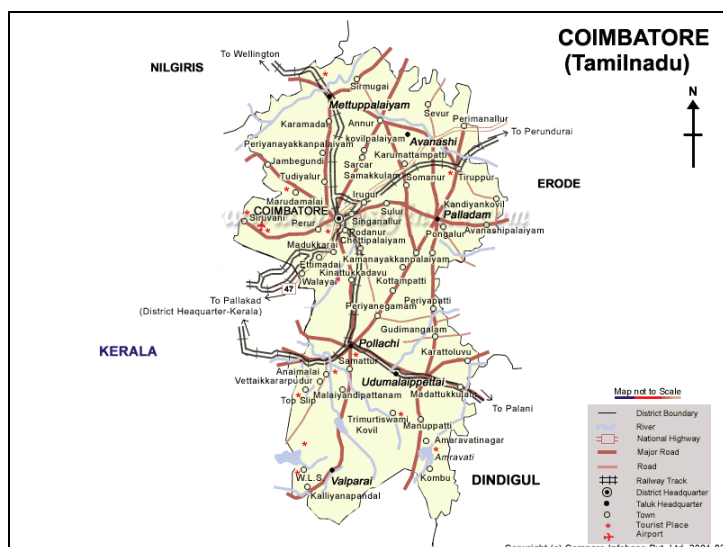 COIMBATORE
(Tamilnadu)
To Wellington
NILGIRIS
Sirmugai
Mettuppalaiyam
Sevur
Karamadai
Annur
Perimanallur
N
To Perundurai
kovilpalaiyam
Avanashi
Periyanayakkanpalaiyam
Karumattampatti
Jambegundi
Sarcar
Samakkulam
Somanur
Tiruppur
Tudiyalur
ERODE
Marudamalai
Irugur
Kandiyankovil
COIMBATORE
Sulur
Palladam
Siruvani
Perur
Singanallur
Podanur
Pongalur
Avanashipalaiyam
Madukkarai
Chettipalaiyam
Ettimadai
Kamanayakkanpalaiyam
Walayar
Kinattukkadavu
47
Kottampatti
To Pallakad
(District Heaquarter-Kerala)
Periyanegamam
Periyapatti
Gudimangalam
KERALA
Pollachi
Karattoluvu
Samattur
Anaimalai
Vettaikkararpudur
Udumalaippettai
Top Slip
Malaiyandipattanam
Madattukkulam
To Palani
Trimurtiswami
Kovil
Manuppatti
Amaravatinagar
Amravati
W.L.S.
Valparai
Kombu
DINDIGUL
Kalliyanapandal
Map not to Scale
District Boundary
River
National Highway
Major Road
Road
Railway Track
District Headquarter
Taluk Headquarter
Town
Tourist Place
Airport